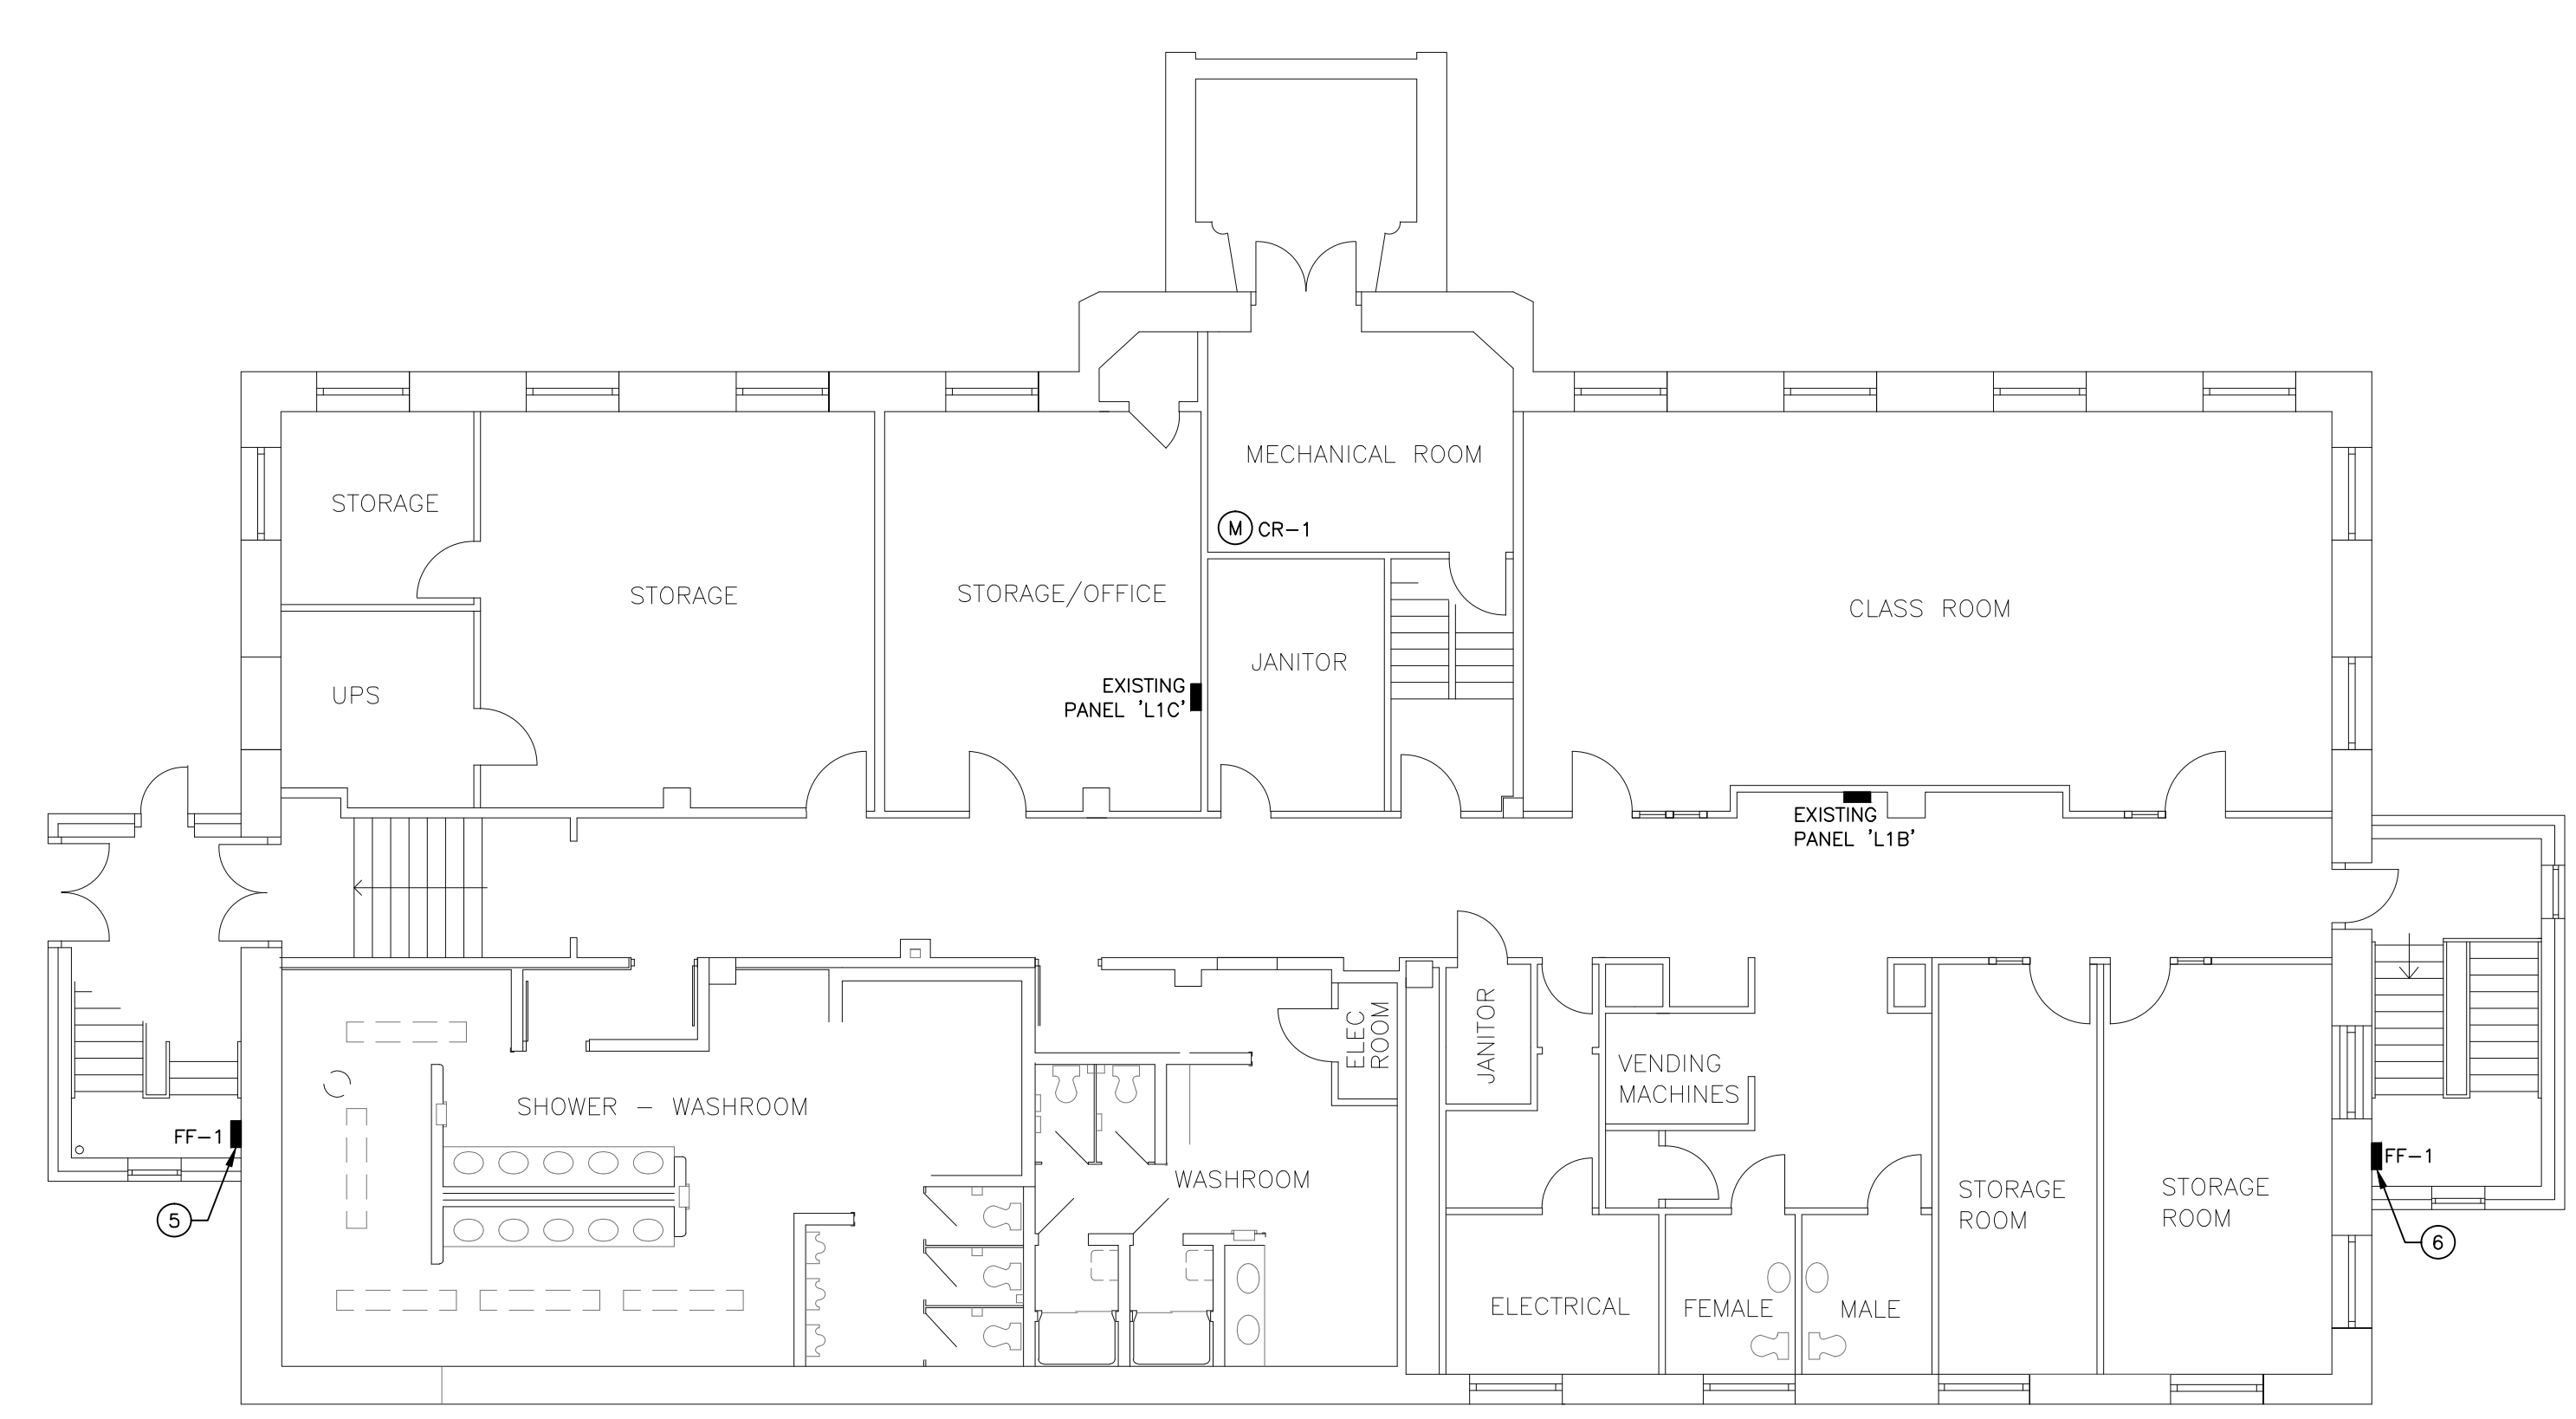 MECHANICAL ROOM
STORAGE
M CR-1
STORAGE
STORAGE/OFFICE
CLASS ROOM
JANITOR
UPS
EXISTING
PANEL 'L1C'
EXISTING
PANEL 'L1B'
ELEC
ROOM
JANITOR
VENDING
MACHINES
SHOWER - WASHROOM
FF-1
FF-1
WASHROOM
STORAGE
ROOM
STORAGE
ROOM
5
6
ELECTRICAL
FEMALE
MALE